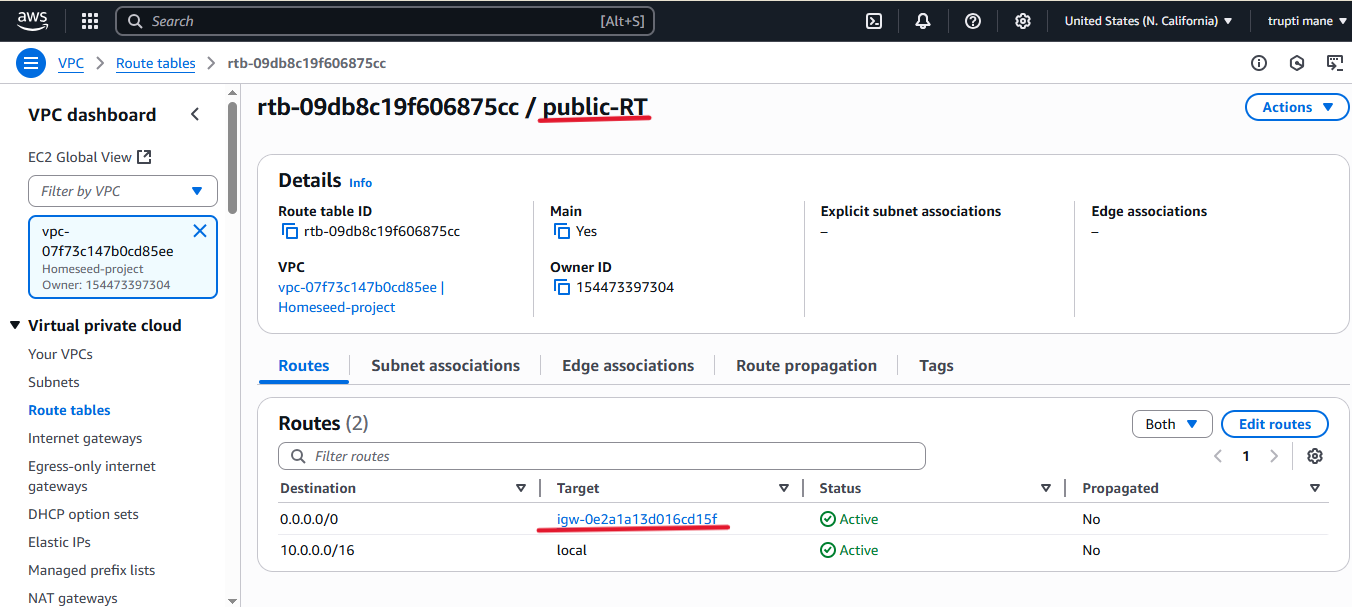 aws
Search [Alt+S]
United States (N. California)
trupti mane
VPC > Route tables > rtb-09db8c19f606875cc
VPC dashboard
EC2 Global View
Filter by VPC
vpc-
07f73c147b0cd85ee
Homeseed-project
Owner: 154473397304
Virtual private cloud
Your VPCs
Subnets
Route tables
Internet gateways
Egress-only internet
gateways
DHCP option sets
Elastic IPs
Managed prefix lists
NAT gateways
rtb-09db8c19f606875cc / public-RT
Actions
Details Info
Route table ID
rtb-09db8c19f606875cc
Main
Yes
Explicit subnet associations
–
Edge associations
–
VPC
vpc-07f73c147b0cd85ee |
Homeseed-project
Owner ID
154473397304
Routes
Subnet associations
Edge associations
Route propagation
Tags
Routes (2)
Both
Edit routes
Filter routes
1
Destination Target Status Propagated
0.0.0.0/0 igw-0e2a1a13d016cd15f Active No
10.0.0.0/16 local Active No